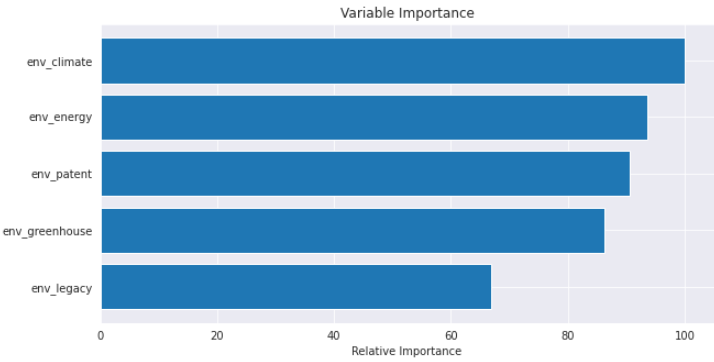 Variable Importance
env_climate
env_energy
env_patent
env_greenhouse
env_legacy
0 20 40 60 80 100
Relative Importance